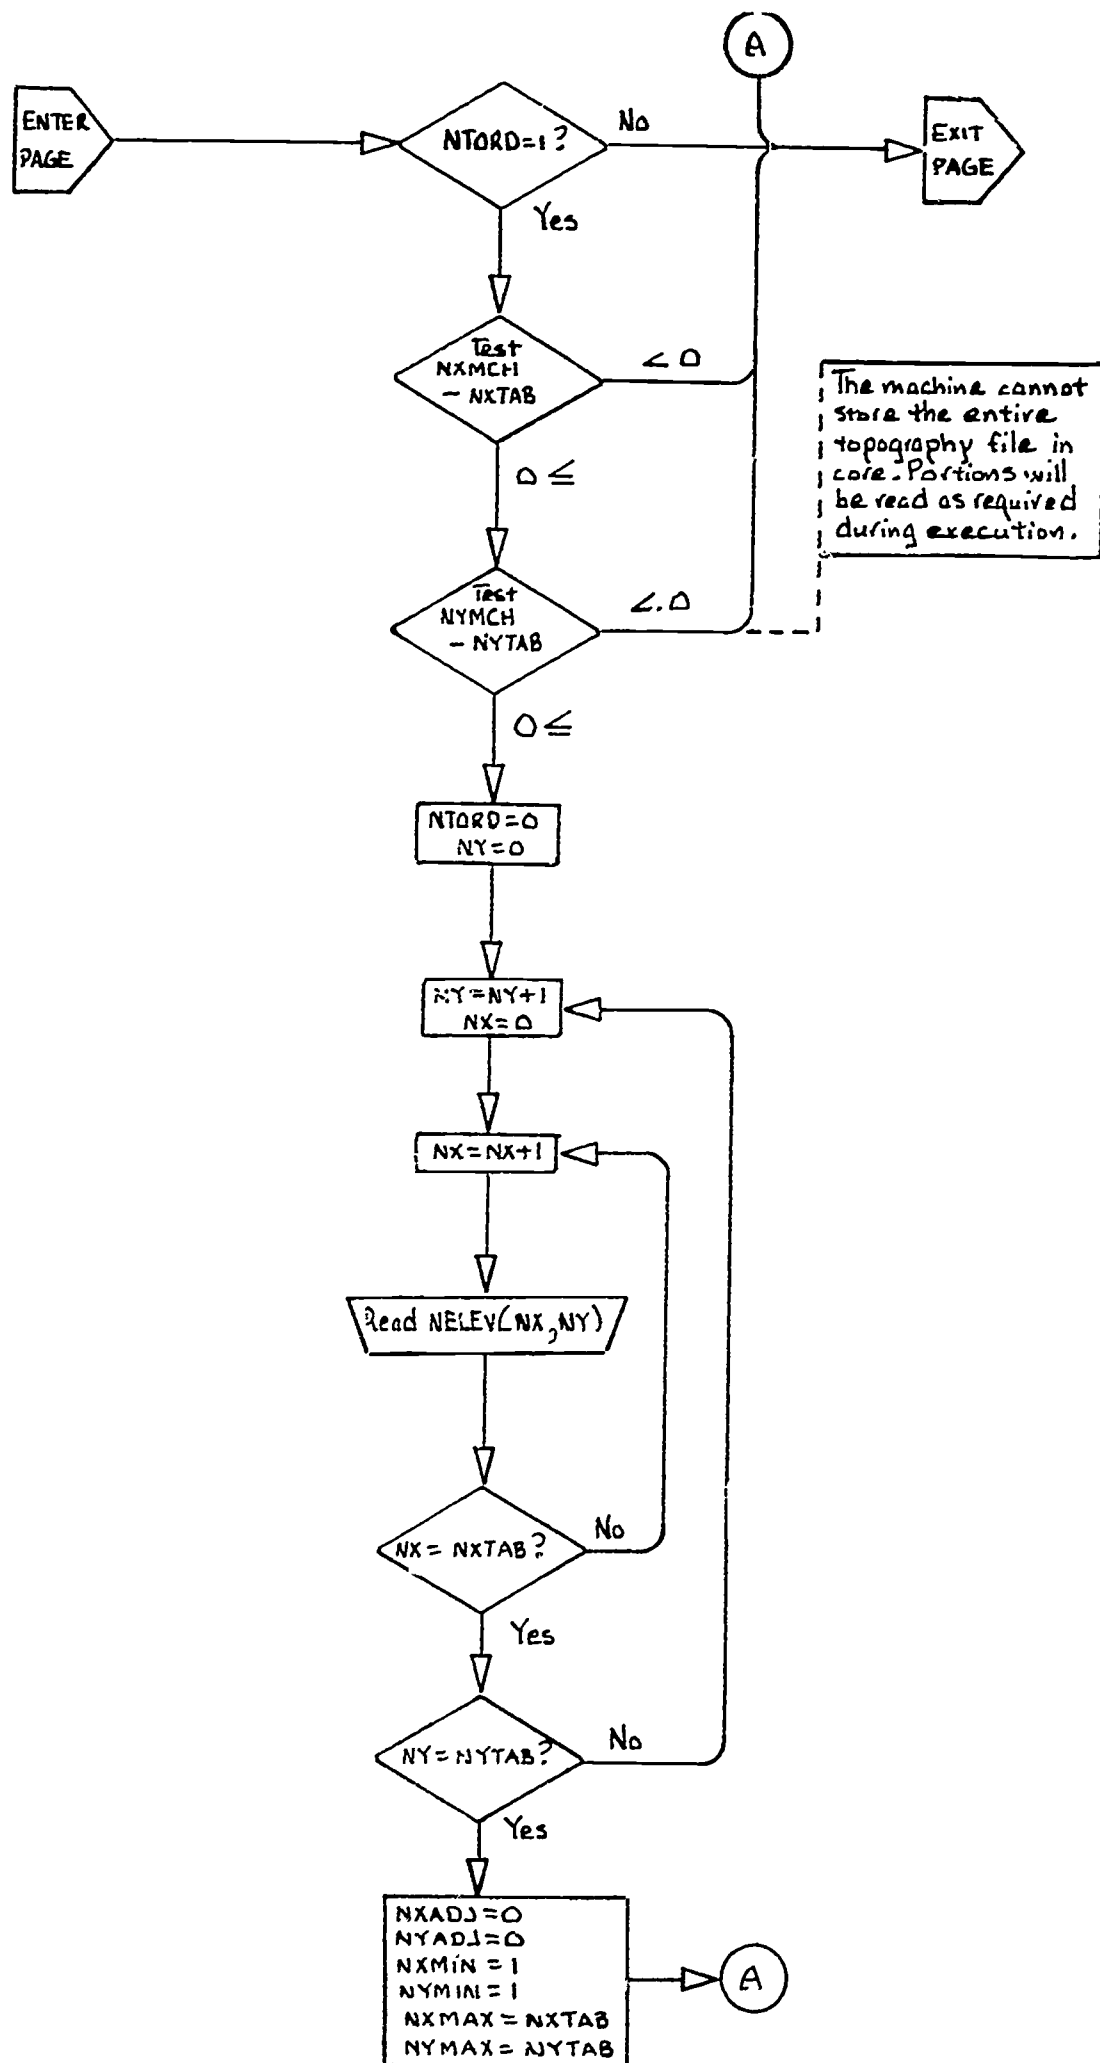 A
ENTER
PAGE
NTORD=1?
No
EXIT
PAGE
Yes
Test
NXMCH
- NXTAB
< 0
The machine cannot
store the entire
topography file in
core. Portions will
be read as required
during execution.
0 ≤
Test
NYMCH
- NYTAB
<.0
0 ≤
NTORD=0
NY=0
NY=NY+1
NX=0
NX=NX+1
Read NELEV(NX,NY)
NX= NXTAB?
No
Yes
NY= NYTAB?
No
Yes
NXADJ=0
NYADJ=0
NXMIN = 1
NYMIN = 1
NXMAX = NXTAB
NYMAX = NYTAB
A